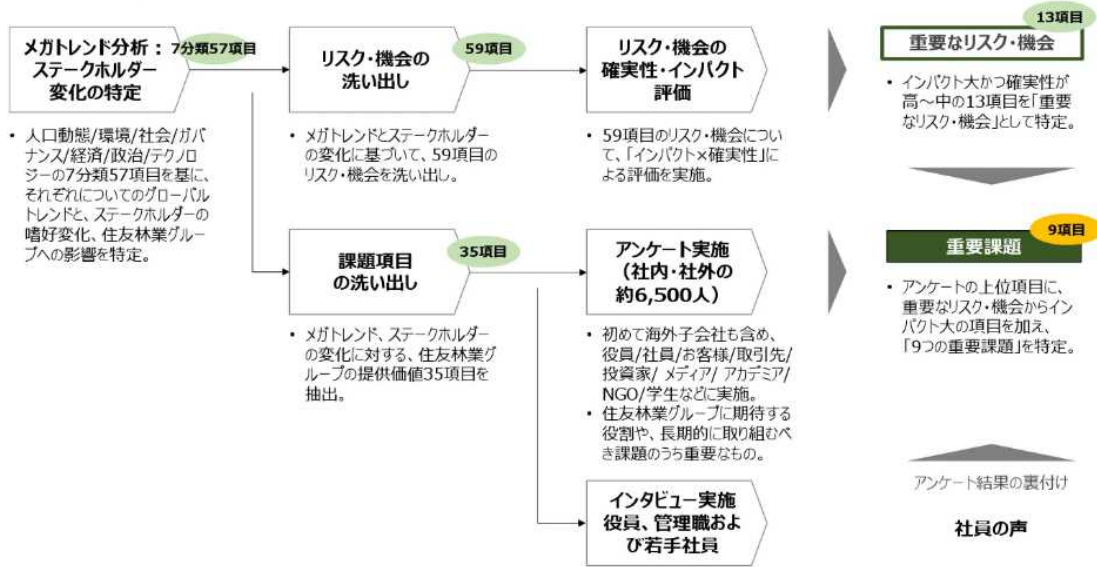 メガトレンド分析：
ステークホルダー
変化の特定
7分類57項目
リスク・機会の
洗い出し
59項目
リスク・機会の
確実性・インパクト
評価
13項目
重要なリスク・機会
• 人口動態/環境/社会/ガバ
ナンス/経済/政治/テクノロ
ジーの7分類57項目を基に、
それぞれについてのグローバル
トレンドと、ステークホルダーの
嗜好変化、住友林業グルー
プへの影響を特定。
• メガトレンドとステークホルダー
の変化に基づいて、59項目の
リスク・機会を洗い出し。
• 59項目のリスク・機会につい
て、「インパクト×確実性」に
よる評価を実施。
• インパクト大かつ確実性が
高～中の13項目を「重要
なリスク・機会」として特定。
課題項目
の洗い出し
35項目
アンケート実施
（社内・社外の
約6,500人）
9項目
重要課題
• メガトレンド、ステークホルダー
の変化に対する、住友林業グ
ループの提供価値35項目を
抽出。
• 初めて海外子会社も含め、
役員/社員/お客様/取引先/
投資家/ メディア/ アカデミア/
NGO/学生などに実施。
• 住友林業グループに期待する
役割や、長期的に取り組むべ
き課題のうち重要なもの。
• アンケートの上位項目に、
重要なリスク・機会からイン
パクト大の項目を加え、
「9つの重要課題」を特定。
インタビュー実施
役員、管理職およ
び若手社員
アンケート結果の裏付け
社員の声